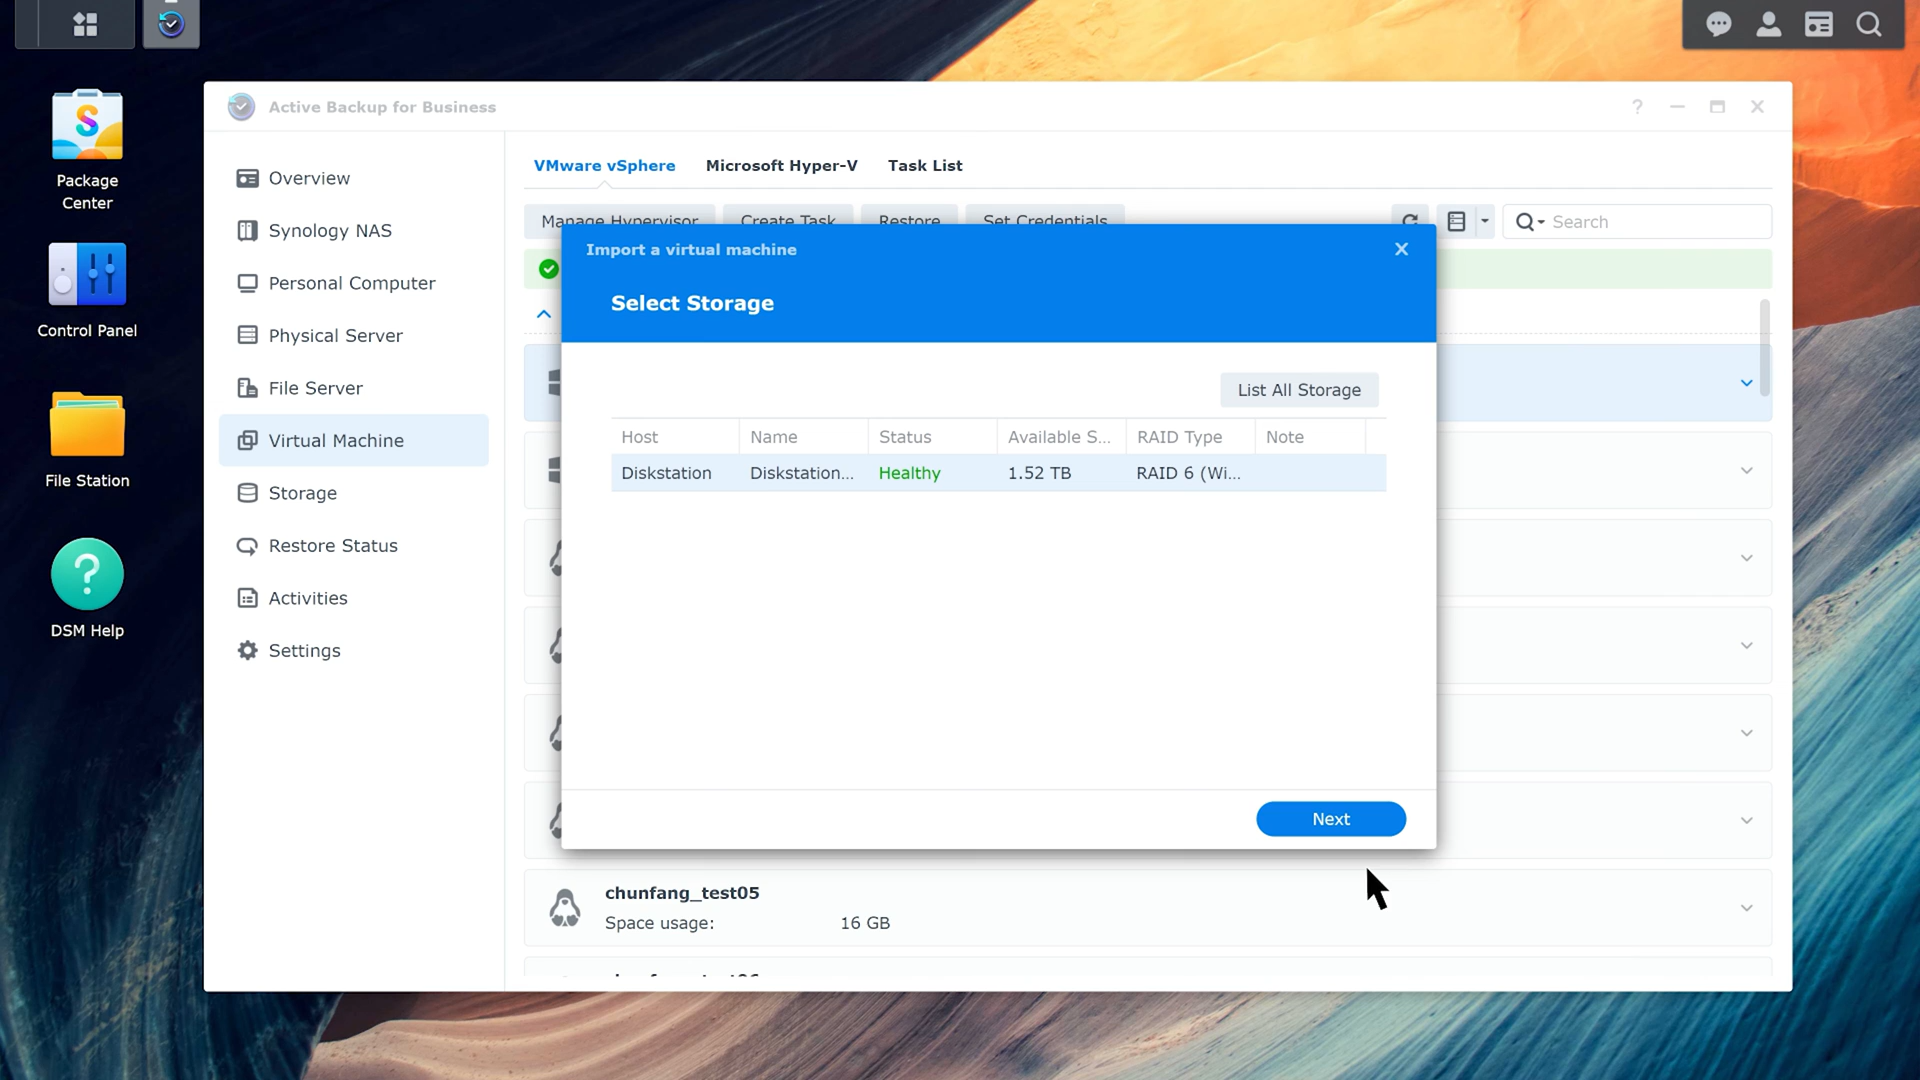 Package
Center
Control Panel
File Station
DSM Help
Active Backup for Business
Overview
Synology NAS
Personal Computer
Physical Server
File Server
Virtual Machine
Storage
Restore Status
Activities
Settings
VMware vSphere
Microsoft Hyper-V
Task List
Manage Hypervisor
Create Task
Restore
Set Credentials
Search
Import a virtual machine
Select Storage
List All Storage
Host Name Status Available S... RAID Type Note
Diskstation Diskstation... Healthy 1.52 TB RAID 6 (Wi...
Next
chunfang_test05
Space usage: 16 GB